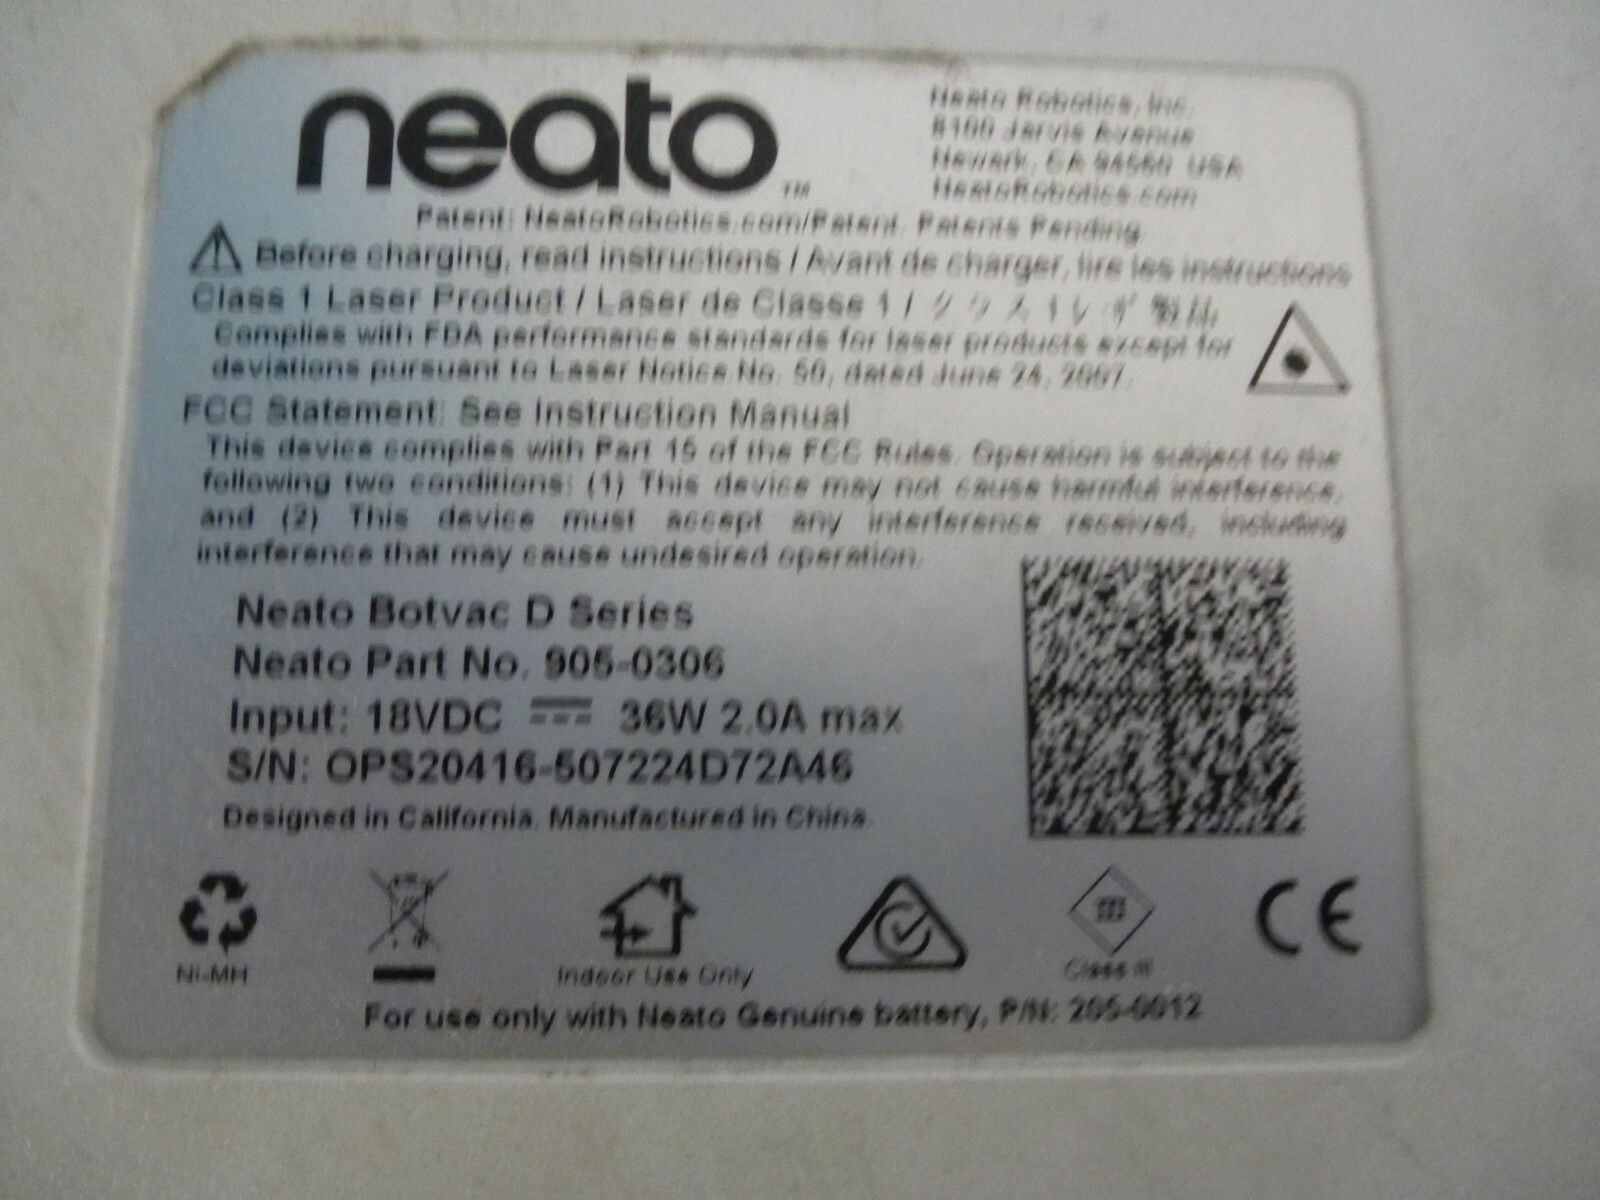 neato™
Neato Robotics, Inc.
8100 Jarvis Avenue
Newark, CA 94560 USA
NeatoRobotics.com
Patent: NeatoRobotics.com/Patent. Patents Pending.
Before charging, read instructions / Avant de charger, lire les instructions
Class 1 Laser Product / Laser de Classe 1 /
Complies with FDA performance standards for laser products except for
deviations pursuant to Laser Notice No. 50, dated June 24, 2007.
FCC Statement: See Instruction Manual
This device complies with Part 15 of the FCC Rules. Operation is subject to the
following two conditions: (1) This device may not cause harmful interference,
and (2) This device must accept any interference received, including
interference that may cause undesired operation.
Neato Botvac D Series
Neato Part No. 905-0306
Input: 18VDC 36W 2.0A max
S/N: OPS20416-507224D72A46
Designed in California. Manufactured in China.
Ni-MH
Indoor Use Only
Class III
CE
For use only with Neato Genuine battery, P/N: 205-0012